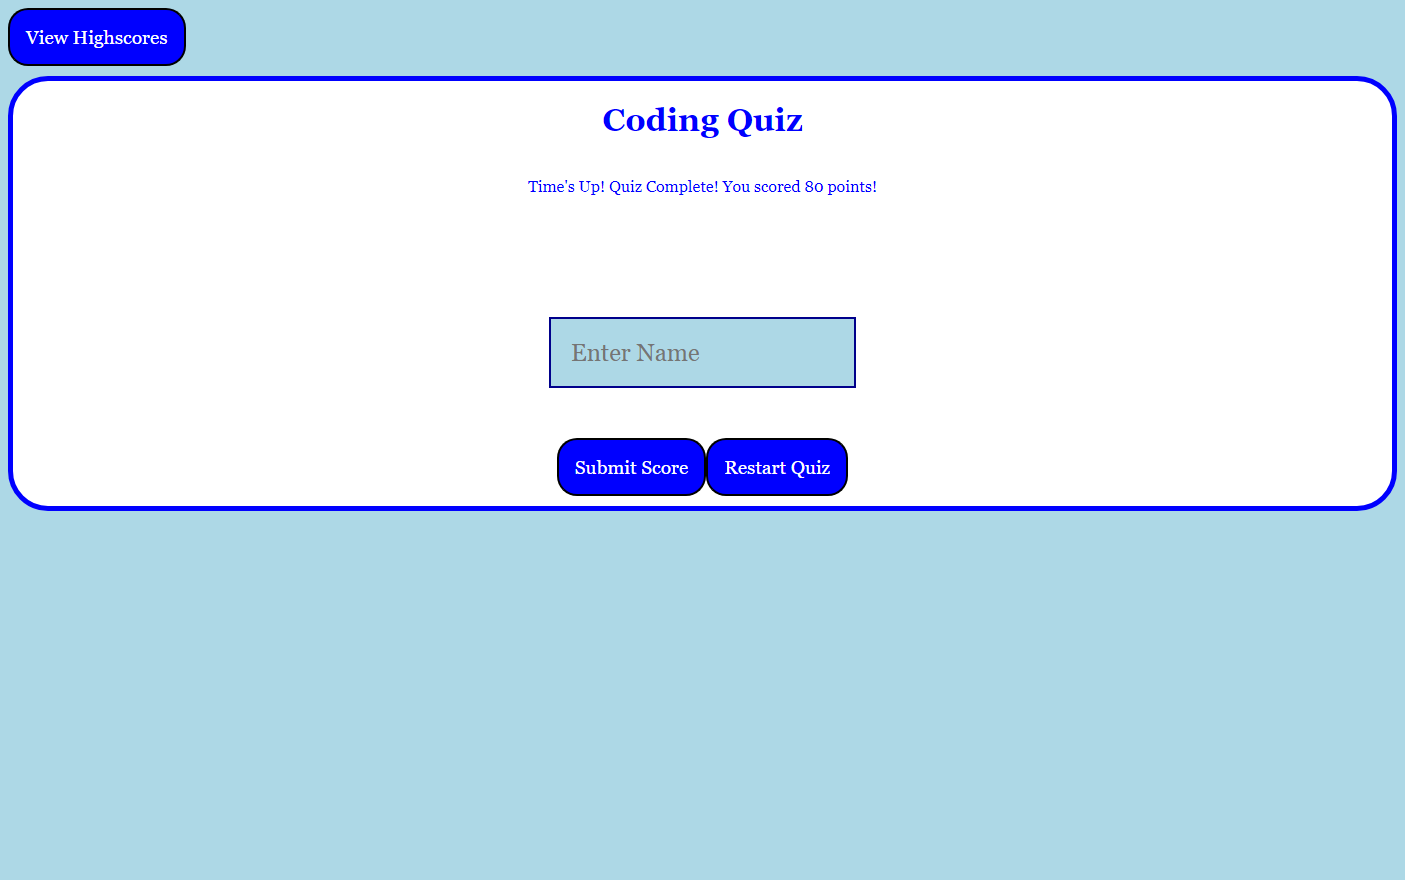 View Highscores
Coding Quiz
Time's Up! Quiz Complete! You scored 80 points!
Enter Name
Submit Score Restart Quiz